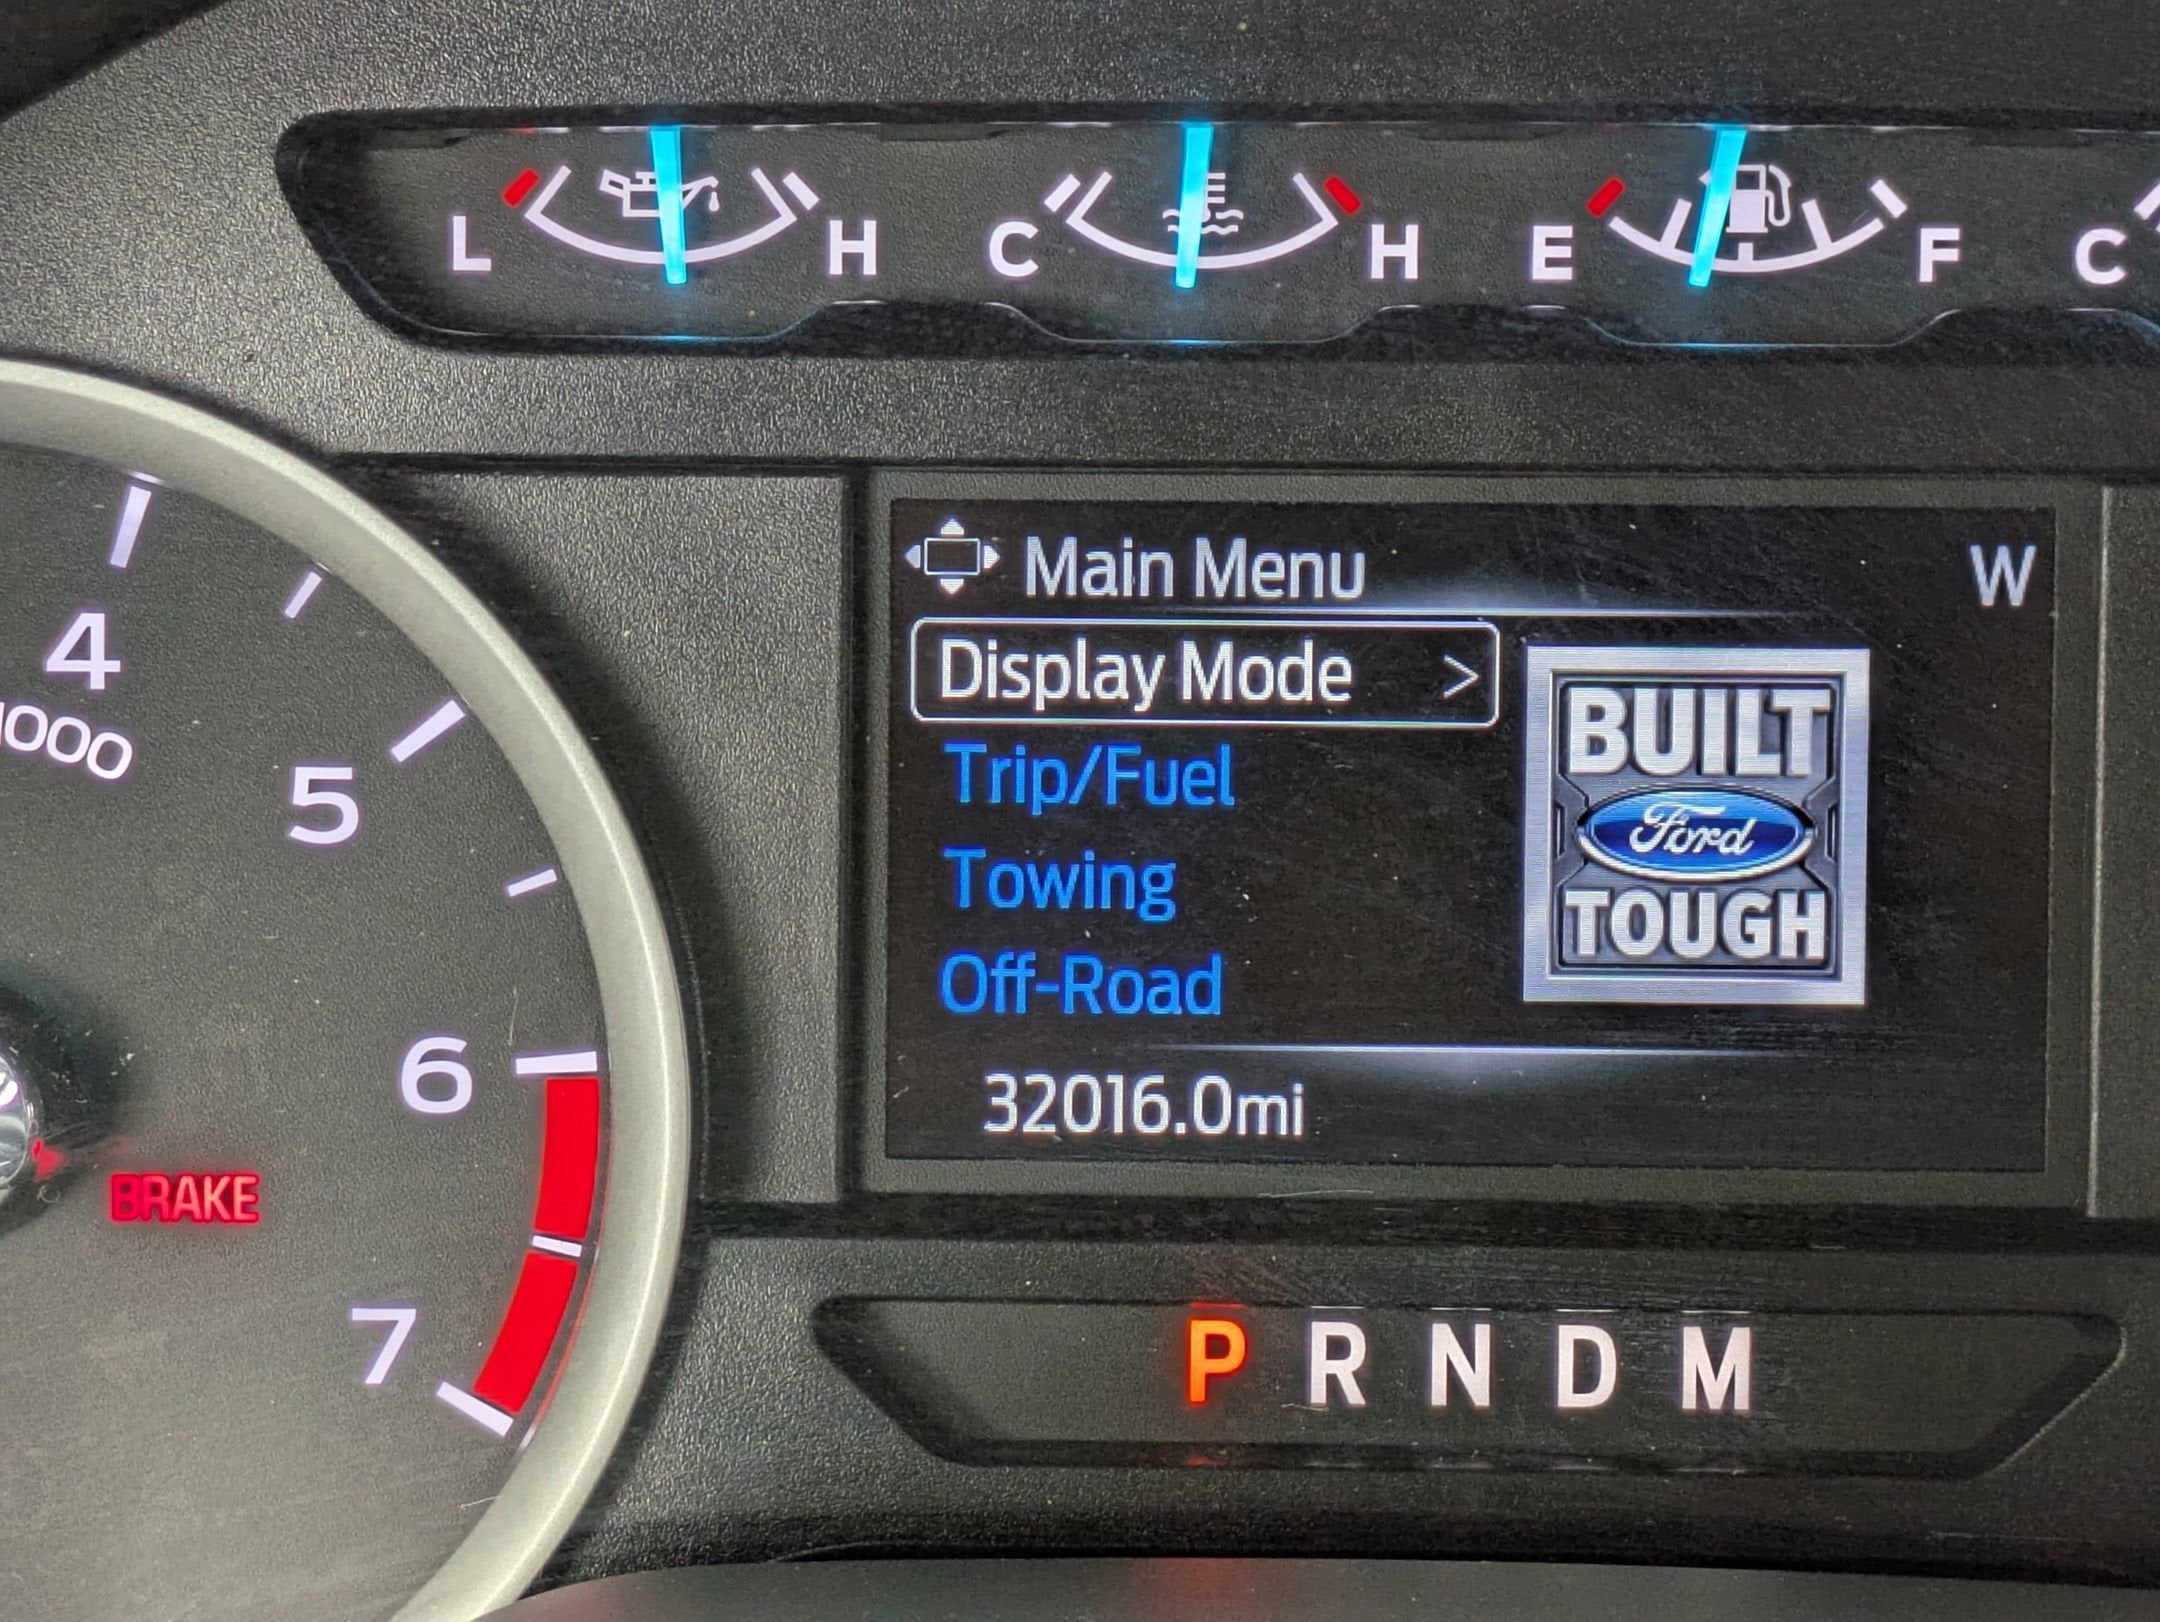 L H C H E F C
4
1000
5
6
7
BRAKE
Main Menu W
Display Mode >
Trip/Fuel
Towing
Off-Road
BUILT
Ford
TOUGH
32016.0mi
P R N D M